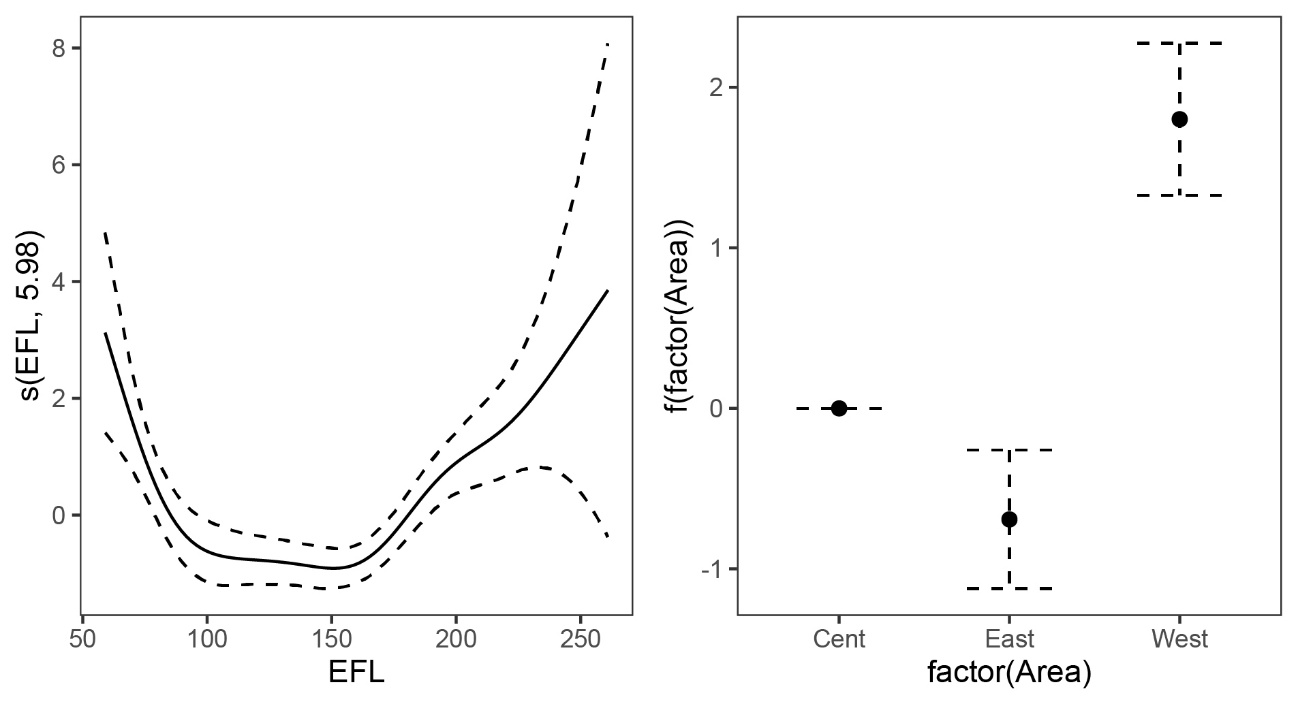 s(EFL, 5.98)
8
6
4
2
0
50
100
150
200
250
EFL
f(factor(Area))
2
1
0
-1
Cent
East
West
factor(Area)